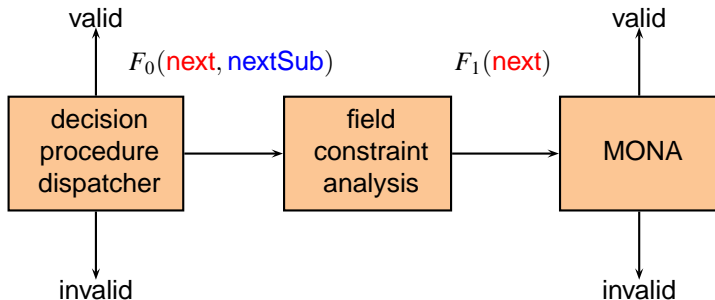 valid
valid
F₀(next, nextSub)
F₁(next)
decision
procedure
dispatcher
field
constraint
analysis
MONA
invalid
invalid